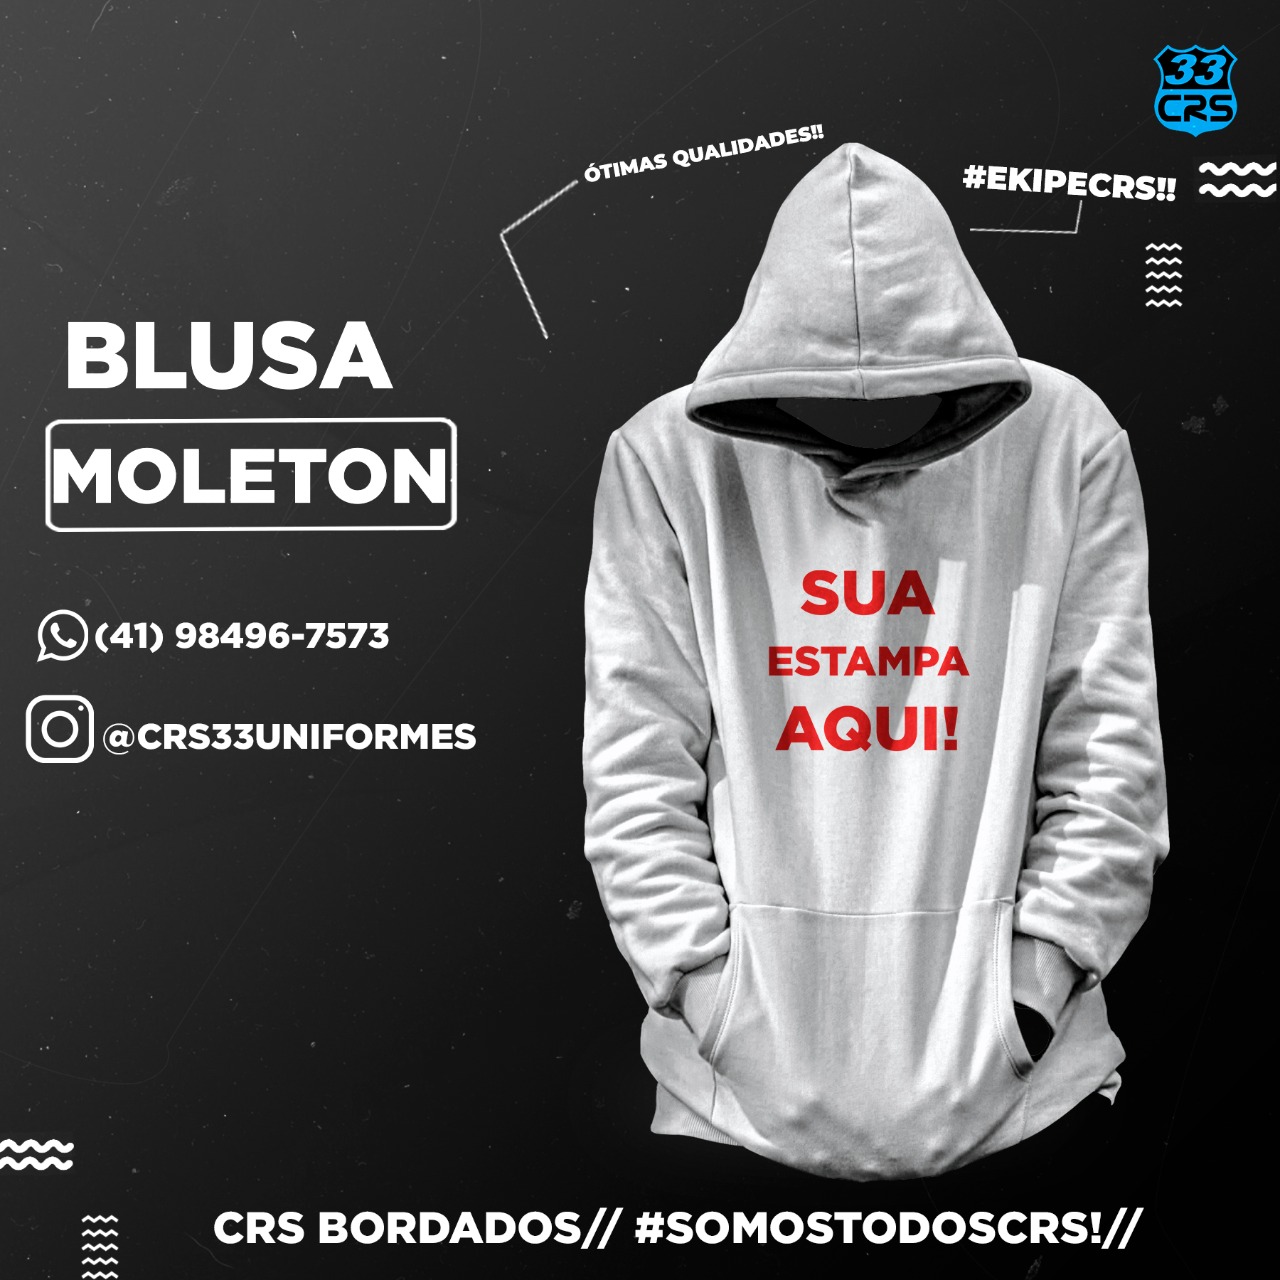 33
CRS
ÓTIMAS QUALIDADES!!
#EKIPECRS!!
BLUSA
MOLETON
(41) 98496-7573
@CRS33UNIFORMES
SUA
ESTAMPA
AQUI!
CRS BORDADOS// #SOMOSTODOSCRS!//